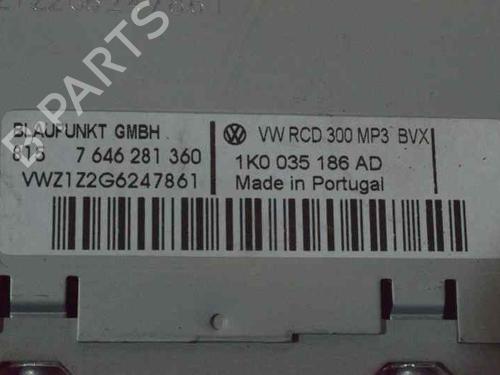 BLAUPUNKT GMBH
815 7 646 281 360
VWZ1Z2G6247861
VW RCD 300 MP3 BVX
1K0 035 186 AD
Made in Portugal
PARTS